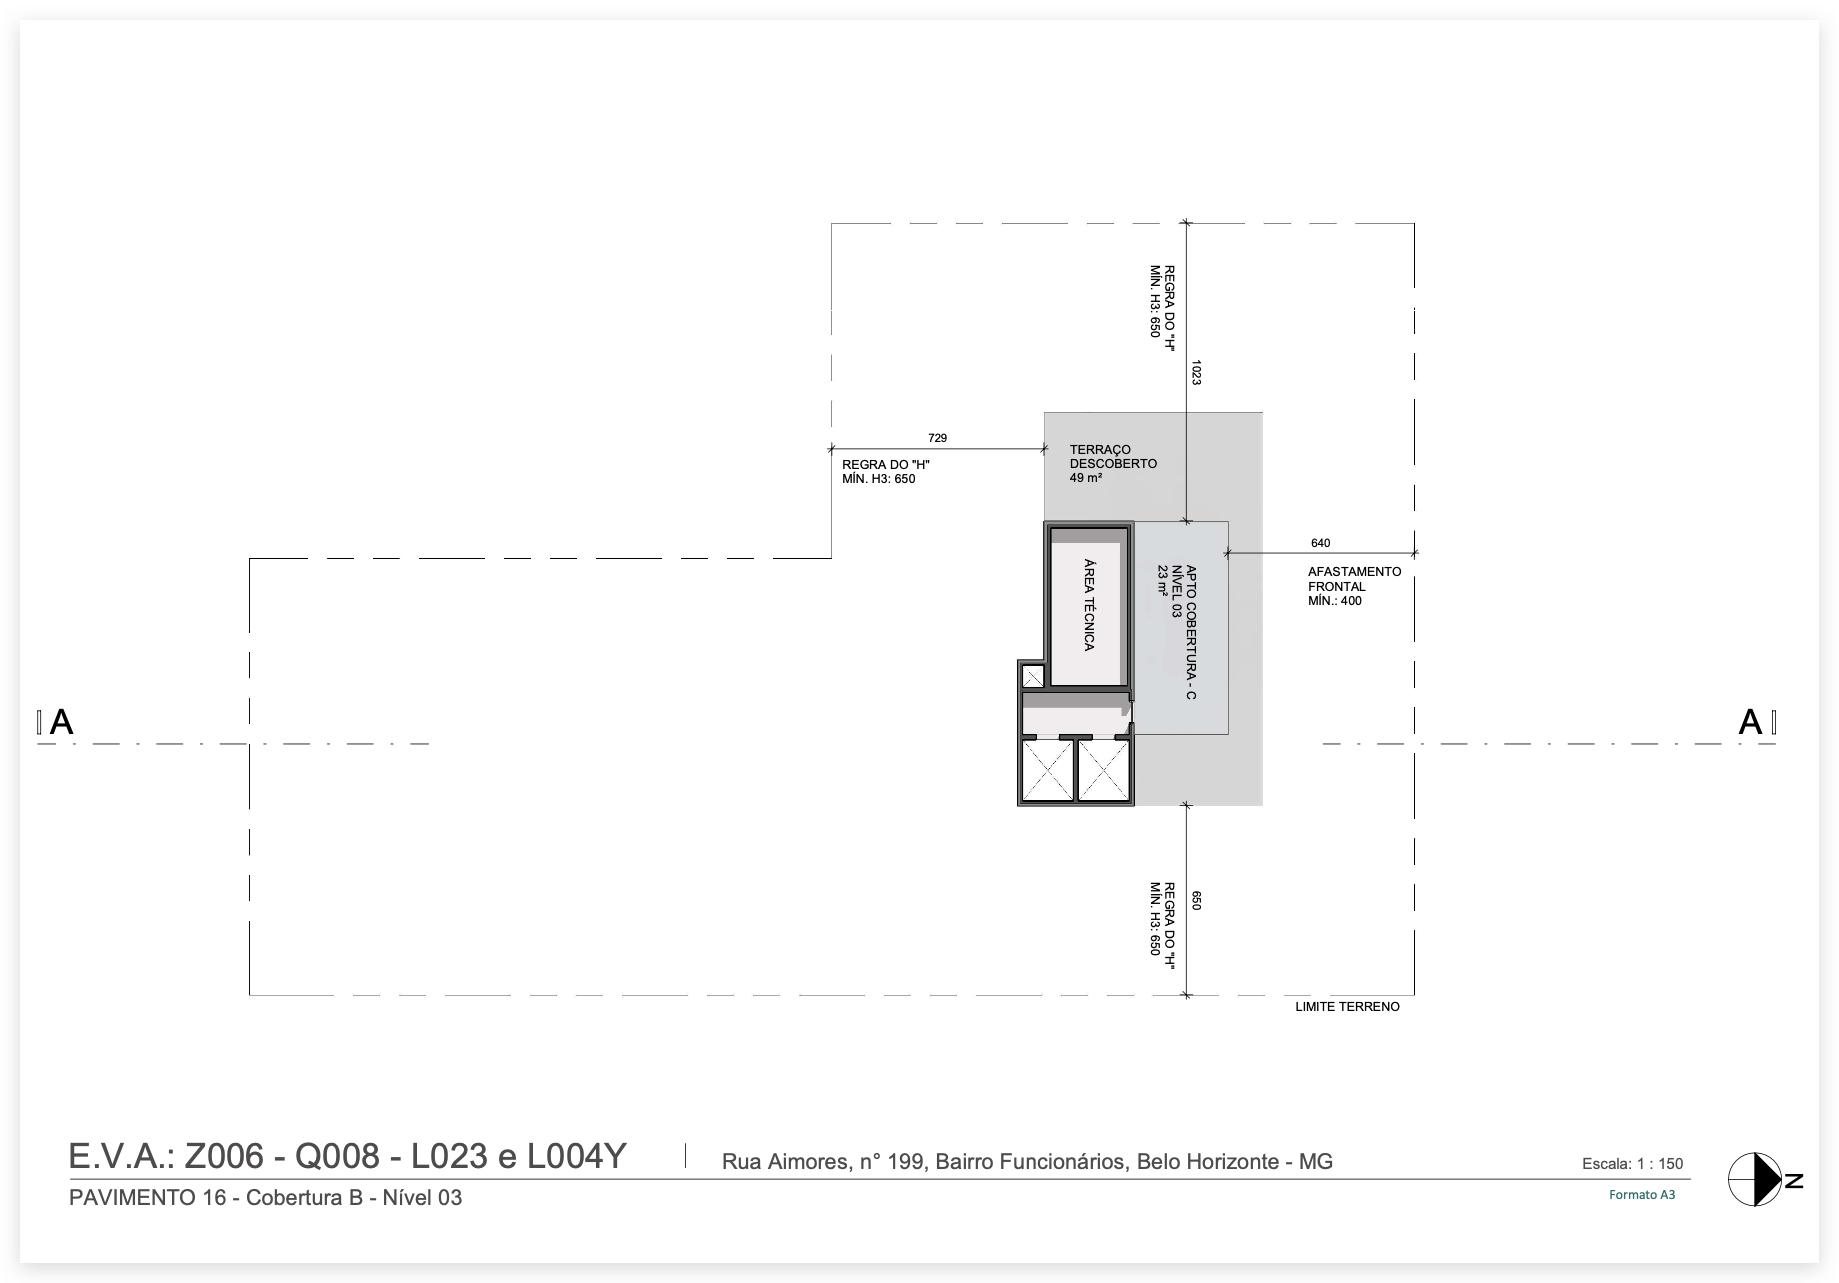 REGRA DO "H"
MÍN. H3: 650
1023
729
REGRA DO "H"
MÍN. H3: 650
TERRAÇO
DESCOBERTO
49 m²
640
AFASTAMENTO
FRONTAL
MÍN.: 400
ÁREA TÉCNICA
APTO COBERTURA - C
NÍVEL 03
23 m²
A
A
REGRA DO "H"
MÍN. H3: 650
650
LIMITE TERRENO
E.V.A.: Z006 - Q008 - L023 e L004Y
Rua Aimores, n° 199, Bairro Funcionários, Belo Horizonte - MG
Escala: 1 : 150
PAVIMENTO 16 - Cobertura B - Nível 03
Formato A3
N